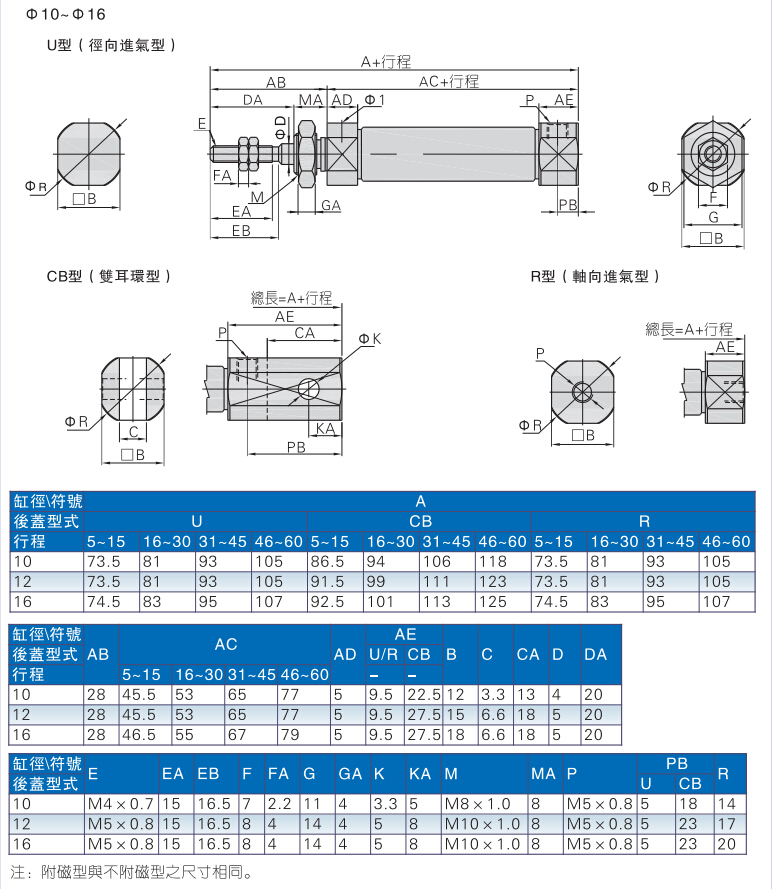 Φ10~Φ16
U型（徑向進氣型）
A+行程
AB
AC+行程
DA
MA
AD
Φ1
P
AE
E
ΦD
FA
M
EA
GA
EB
PB
ΦR
□B
ΦR
F
G
□B
CB型（雙耳環型）
R型（軸向進氣型）
總長=A+行程
AE
P
CA
ΦK
KA
PB
ΦR
C
□B
總長=A+行程
AE
P
ΦR
□B
缸徑\符號 A
後蓋型式 U CB R
行程 5~15 16~30 31~45 46~60 5~15 16~30 31~45 46~60 5~15 16~30 31~45 46~60
10 73.5 81 93 105 86.5 94 106 118 73.5 81 93 105
12 73.5 81 93 105 91.5 99 111 123 73.5 81 93 105
16 74.5 83 95 107 92.5 101 113 125 74.5 83 95 107
缸徑\符號 AB AC AD AE B C CA D DA
後蓋型式 U/R CB
行程 5~15 16~30 31~45 46~60 – –
10 28 45.5 53 65 77 5 9.5 22.5 12 3.3 13 4 20
12 28 45.5 53 65 77 5 9.5 27.5 15 6.6 18 5 20
16 28 46.5 55 67 79 5 9.5 27.5 18 6.6 18 5 20
缸徑\符號 E EA EB F FA G GA K KA M MA P PB R
後蓋型式 U CB
10 M4×0.7 15 16.5 7 2.2 11 4 3.3 5 M8×1.0 8 M5×0.8 5 18 14
12 M5×0.8 15 16.5 8 4 14 4 5 8 M10×1.0 8 M5×0.8 5 23 17
16 M5×0.8 15 16.5 8 4 14 4 5 8 M10×1.0 8 M5×0.8 5 23 20
注：附磁型與不附磁型之尺寸相同。